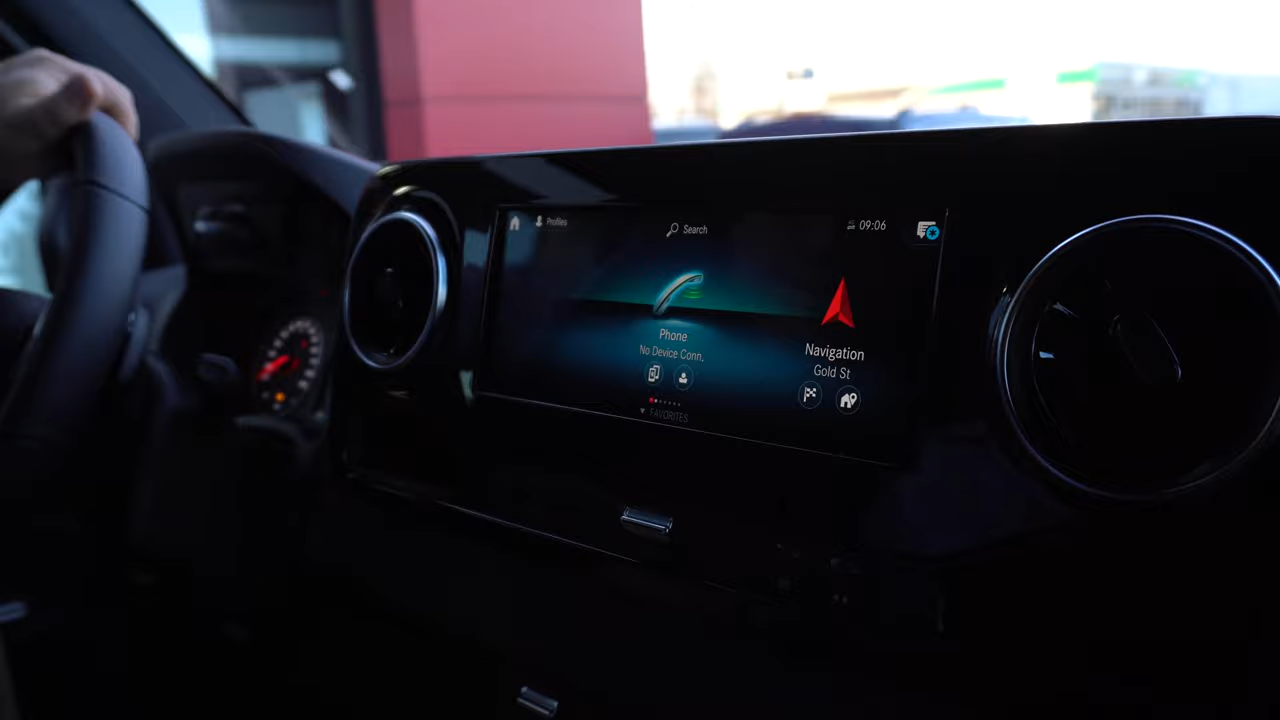 Profiles
Search
09:06
Phone
No Device Conn,
Navigation
Gold St
FAVORITES